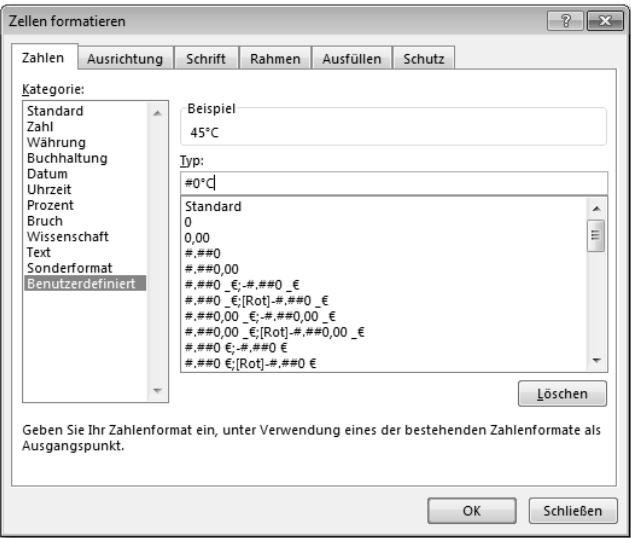 Zellen formatieren
Zahlen Ausrichtung Schrift Rahmen Ausfüllen Schutz
Kategorie:
Standard
Zahl
Währung
Buchhaltung
Datum
Uhrzeit
Prozent
Bruch
Wissenschaft
Text
Sonderformat
Benutzerdefiniert
Beispiel
45°C
Typ:
#0°C
Standard
0
0,00
#.##0
#.##0,00
#.##0 _€;-#.##0 _€
#.##0 _€;[Rot]-#.##0 _€
#.##0,00 _€;-#.##0,00 _€
#.##0,00 _€;[Rot]-#.##0,00 _€
#.##0 €;-#.##0 €
#.##0 €;[Rot]-#.##0 €
Löschen
Geben Sie Ihr Zahlenformat ein, unter Verwendung eines der bestehenden Zahlenformate als
Ausgangspunkt.
OK Schließen